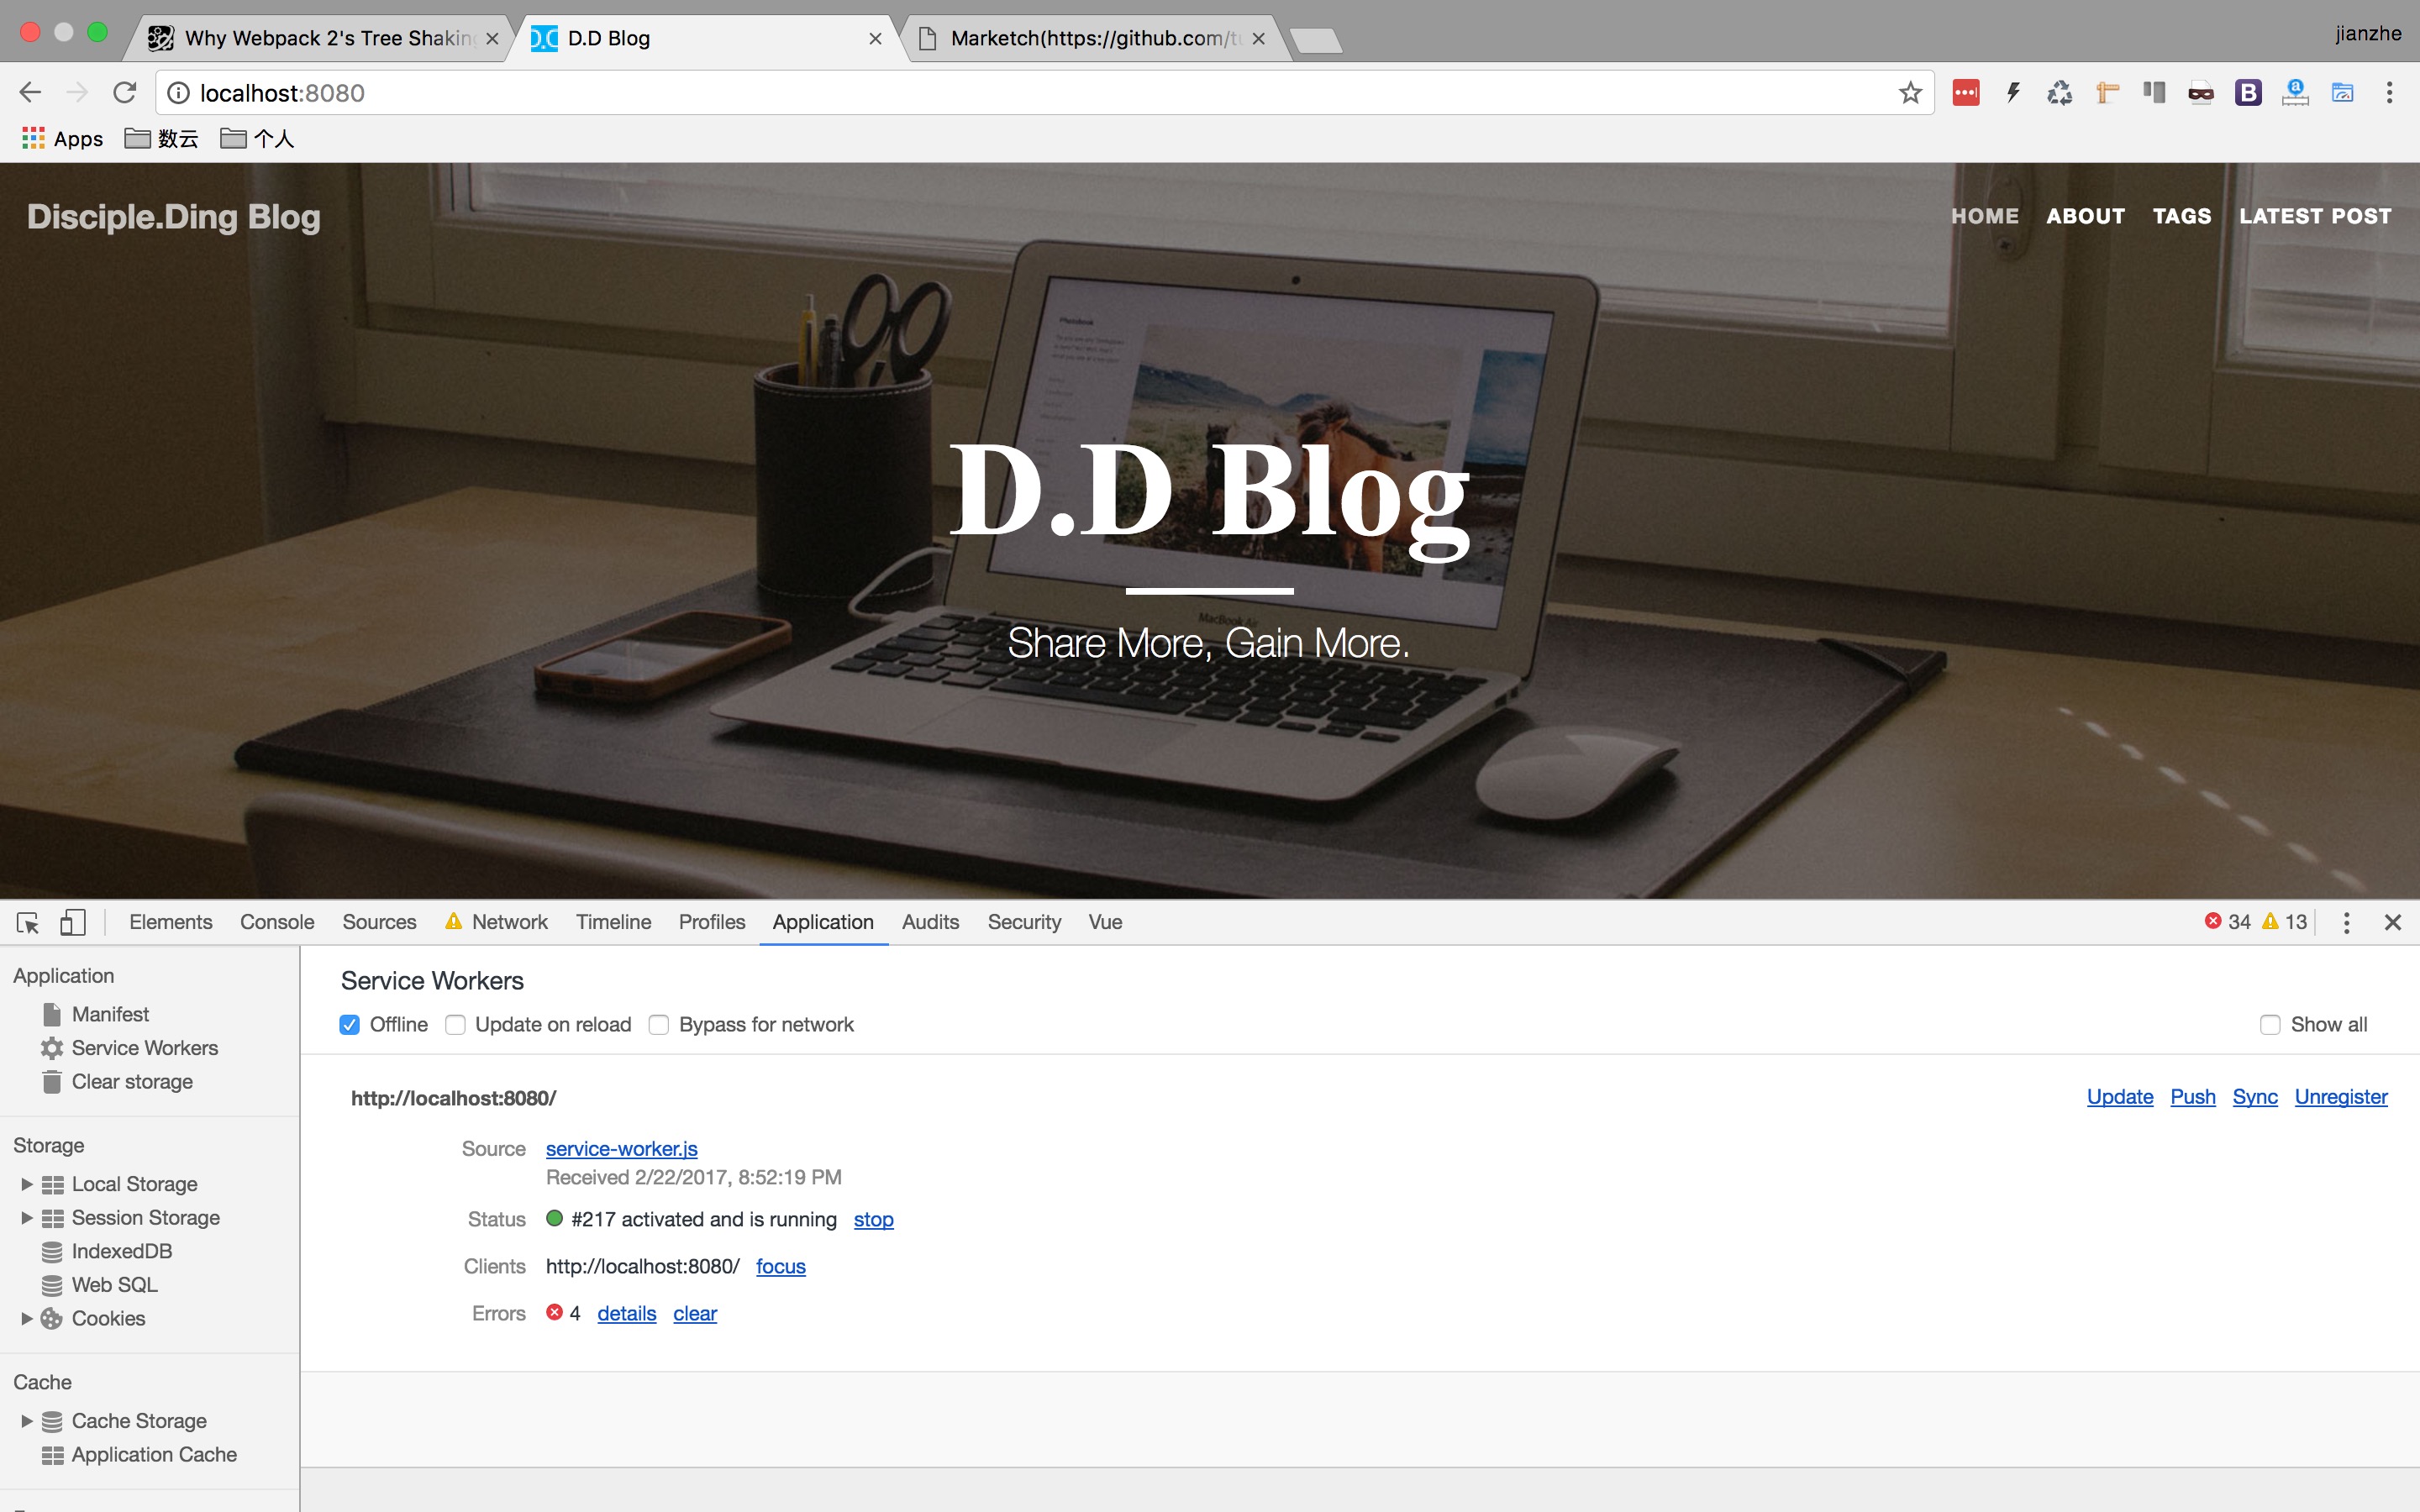 Why Webpack 2's Tree Shaking
D.D Blog
Marketch(https://github.com/tu
jianzhe
localhost:8080
Apps
数云
个人
Disciple.Ding Blog
HOME ABOUT TAGS LATEST POST
Photobook
D.D Blog
MacBook Air
Share More, Gain More.
Elements Console Sources Network Timeline Profiles Application Audits Security Vue
34 13
Application
Manifest
Service Workers
Clear storage
Storage
Local Storage
Session Storage
IndexedDB
Web SQL
Cookies
Cache
Cache Storage
Application Cache
Service Workers
Offline Update on reload Bypass for network Show all
http://localhost:8080/
Update Push Sync Unregister
Source service-worker.js
Received 2/22/2017, 8:52:19 PM
Status #217 activated and is running stop
Clients http://localhost:8080/ focus
Errors 4 details clear